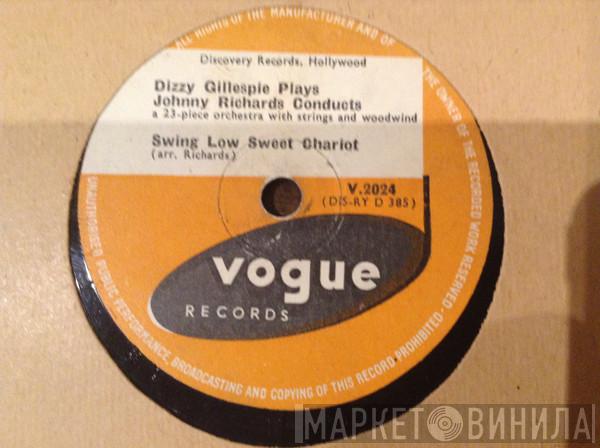 ALL RIGHTS OF THE MANUFACTURER AND OF THE OWNER OF THE RECORDED WORK RESERVED·
Discovery Records, Hollywood
Dizzy Gillespie Plays
Johnny Richards Conducts
a 23-piece orchestra with strings and woodwind
Swing Low Sweet Chariot
(arr. Richards)
V.2024
(DIS-RY D 385)
vogue
RECORDS
UNAUTHORISED PUBLIC PERFORMANCE, BROADCASTING AND COPYING OF THIS RECORD PROHIBITED·
МАРКЕТ ВИНИЛА